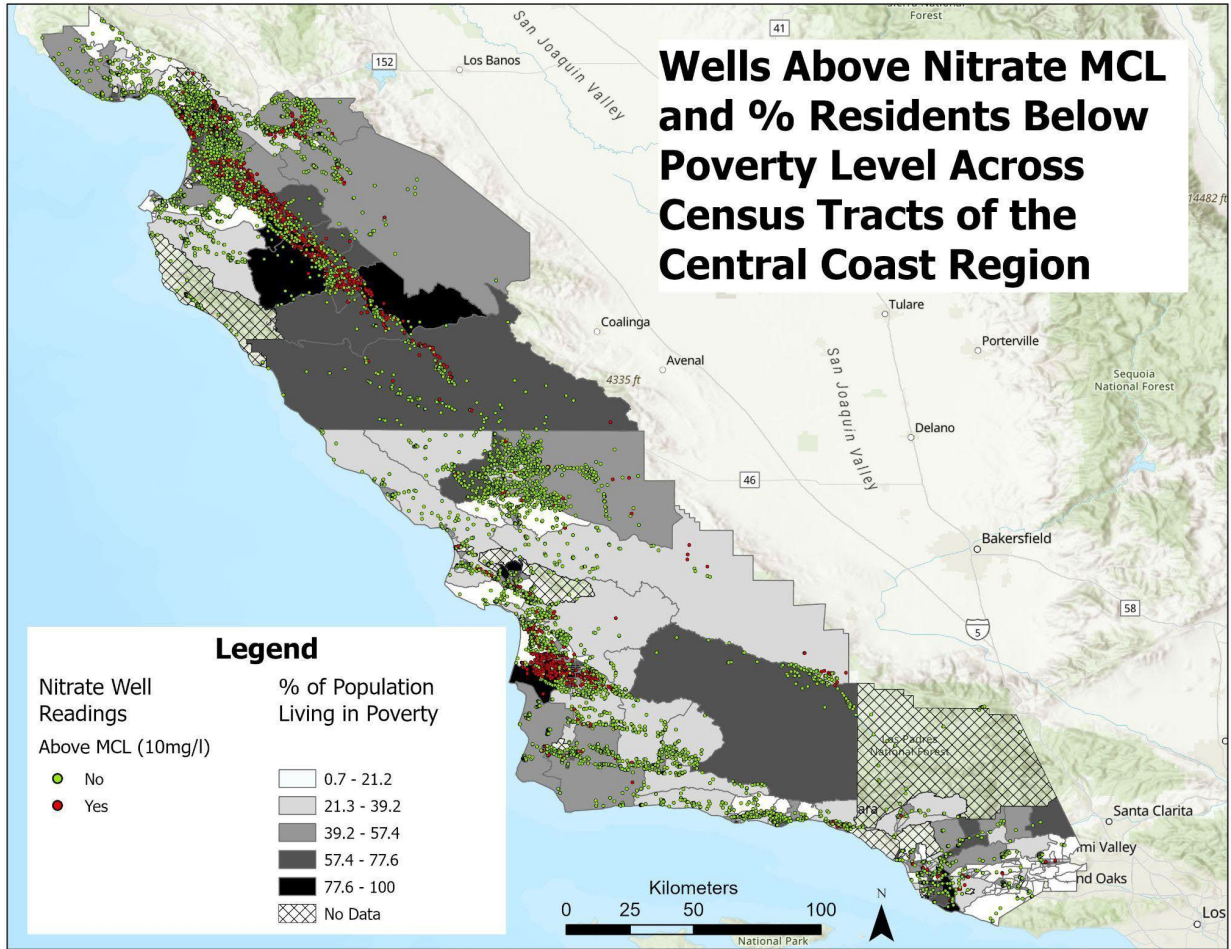 Sierra National
Forest
41
San Joaquin Valley
152
Los Banos
Wells Above Nitrate MCL
and % Residents Below
Poverty Level Across
Census Tracts of the
Central Coast Region
14482 ft
Tulare
Coalinga
Porterville
Avenal
San Joaquin Valley
4335 ft
Sequoia
National Forest
Delano
46
Bakersfield
58
5
Los Padres
National Forest
ara
Santa Clarita
mi Valley
nd Oaks
Los
Legend
Nitrate Well
Readings
Above MCL (10mg/l)
No
Yes
% of Population
Living in Poverty
0.7 - 21.2
21.3 - 39.2
39.2 - 57.4
57.4 - 77.6
77.6 - 100
No Data
Kilometers
0 25 50 100
N
National Park